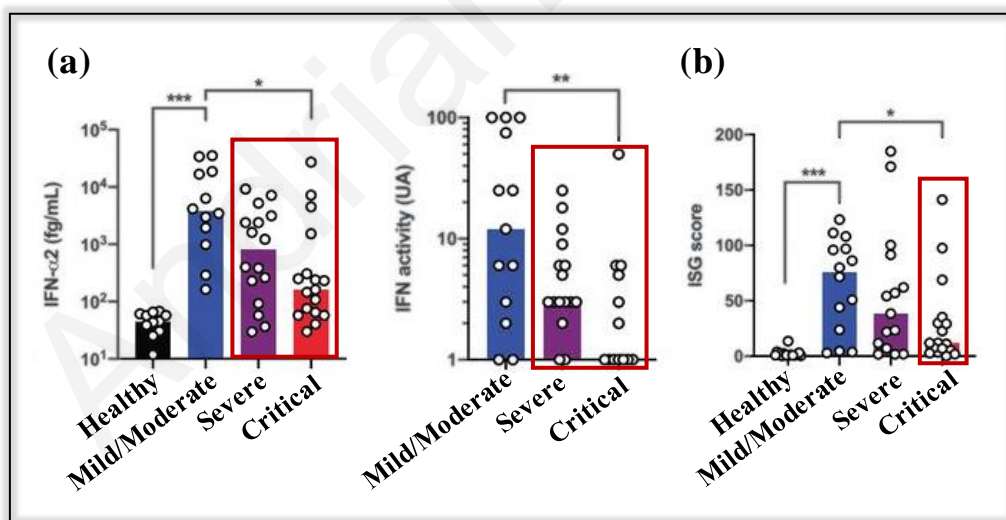 (a)
***
*
IFN-α2 (fg/mL)
10⁵
10⁴
10³
10²
10¹
Healthy
Mild/Moderate
Severe
Critical
**
IFN activity (UA)
100
10
1
Mild/Moderate
Severe
Critical
(b)
***
*
ISG score
200
150
100
50
0
Healthy
Mild/Moderate
Severe
Critical